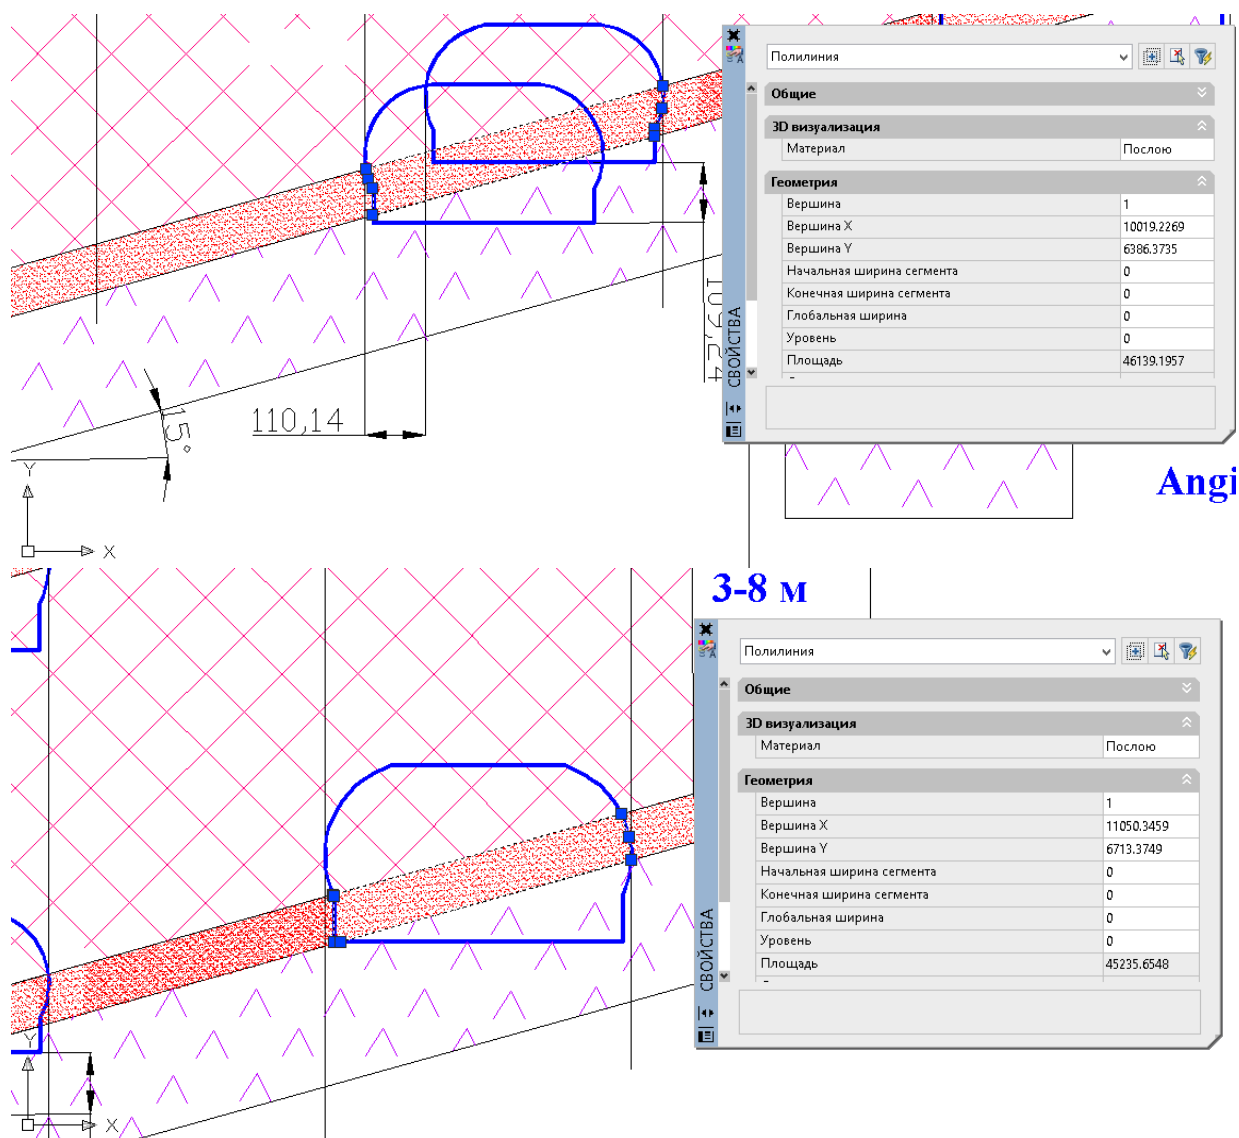 Полилиния
Общие
3D визуализация
Материал Послою
Геометрия
Вершина 1
Вершина X 10019.2269
Вершина Y 6386.3735
Начальная ширина сегмента 0
Конечная ширина сегмента 0
Глобальная ширина 0
Уровень 0
Площадь 46139.1957
СВОЙСТВА
109,24
110,14
15°
Y
X
Angi
3-8 м
Полилиния
Общие
3D визуализация
Материал Послою
Геометрия
Вершина 1
Вершина X 11050.3459
Вершина Y 6713.3749
Начальная ширина сегмента 0
Конечная ширина сегмента 0
Глобальная ширина 0
Уровень 0
Площадь 45235.6548
СВОЙСТВА
Y
X